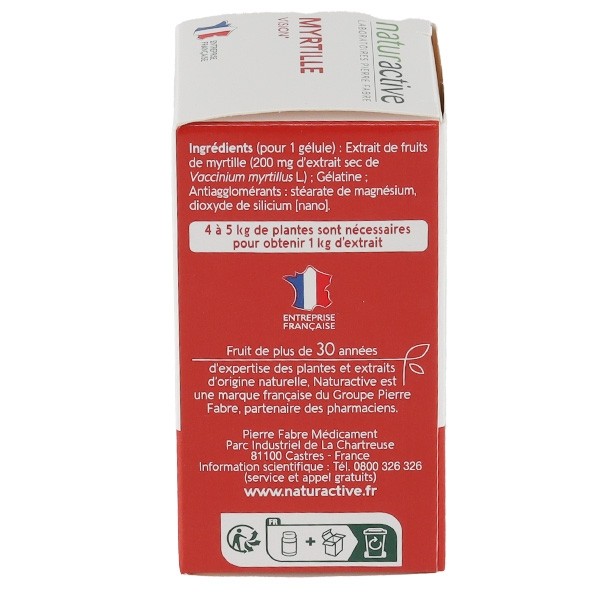 naturactive
LABORATOIRES PIERRE FABRE
MYRTILLE
VISION*
ENTREPRISE
FRANÇAISE
Ingrédients (pour 1 gélule) : Extrait de fruits
de myrtille (200 mg d'extrait sec de
Vaccinium myrtillus L.) ; Gélatine ;
Antiagglomérants : stéarate de magnésium,
dioxyde de silicium [nano].
4 à 5 kg de plantes sont nécessaires
pour obtenir 1 kg d'extrait
ENTREPRISE
FRANÇAISE
Fruit de plus de 30 années
d'expertise des plantes et extraits
d'origine naturelle, Naturactive est
une marque française du Groupe Pierre
Fabre, partenaire des pharmaciens.
Pierre Fabre Médicament
Parc Industriel de La Chartreuse
81100 Castres - France
Information scientifique : Tél. 0800 326 326
(service et appel gratuits)
www.naturactive.fr
FR
+